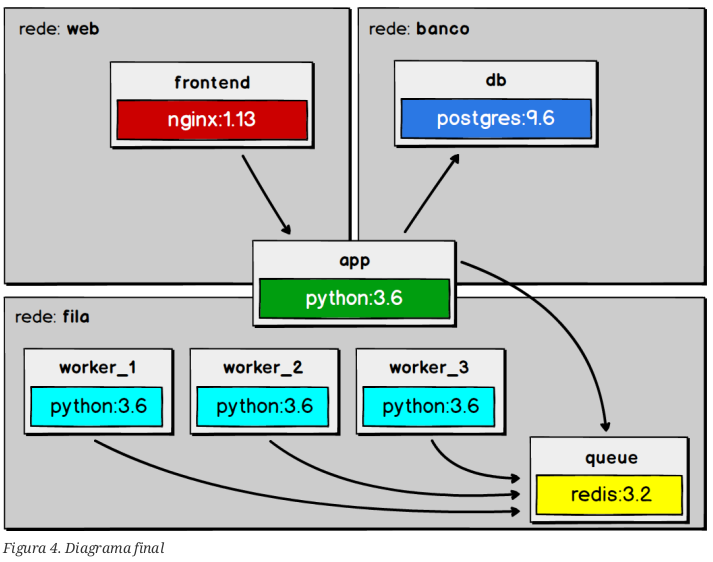 rede: web
rede: banco
frontend
nginx:1.13
db
postgres:9.6
app
python:3.6
rede: fila
worker_1
python:3.6
worker_2
python:3.6
worker_3
python:3.6
queue
redis:3.2
Figura 4. Diagrama final